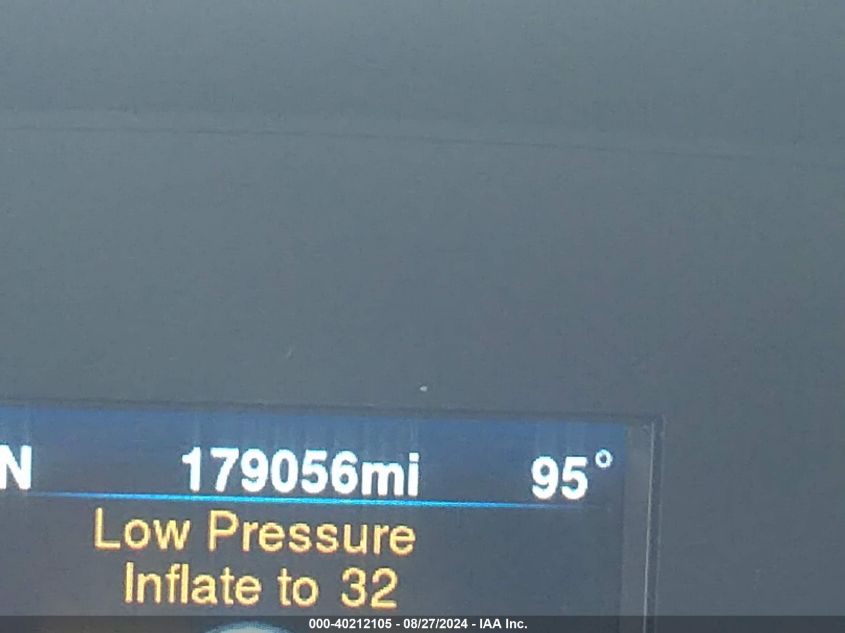 N 179056mi 95°
Low Pressure
Inflate to 32
000-40212105 - 08/27/2024 - IAA Inc.